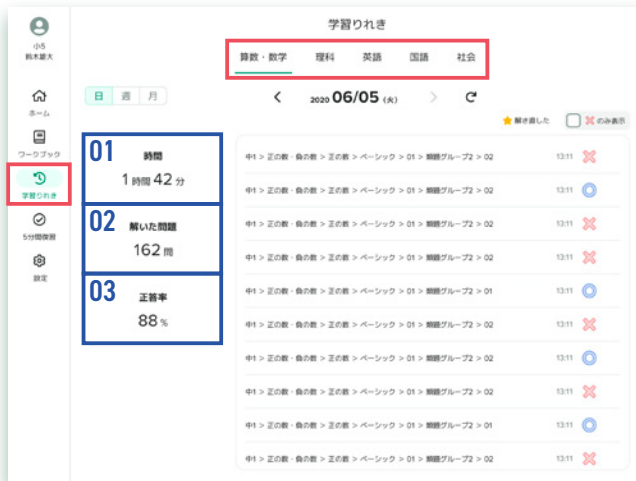 学習りれき
小5
鈴木雄大
算数・数学 理科 英語 国語 社会
日 週 月
< 2020 06/05 (火) >
ホーム
ワークブック
学習りれき
5分間復習
設定
解き直した
のみ表示
01 時間
1 時間 42 分
02 解いた問題
162 問
03 正答率
88 %
中1 > 正の数・負の数 > 正の数 > ベーシック > 01 > 類題グループ2 > 02 13:11
中1 > 正の数・負の数 > 正の数 > ベーシック > 01 > 類題グループ2 > 02 13:11
中1 > 正の数・負の数 > 正の数 > ベーシック > 01 > 類題グループ2 > 02 13:11
中1 > 正の数・負の数 > 正の数 > ベーシック > 01 > 類題グループ2 > 02 13:11
中1 > 正の数・負の数 > 正の数 > ベーシック > 01 > 類題グループ2 > 01 13:11
中1 > 正の数・負の数 > 正の数 > ベーシック > 01 > 類題グループ2 > 02 13:11
中1 > 正の数・負の数 > 正の数 > ベーシック > 01 > 類題グループ2 > 02 13:11
中1 > 正の数・負の数 > 正の数 > ベーシック > 01 > 類題グループ2 > 02 13:11
中1 > 正の数・負の数 > 正の数 > ベーシック > 01 > 類題グループ2 > 01 13:11
中1 > 正の数・負の数 > 正の数 > ベーシック > 01 > 類題グループ2 > 02 13:11